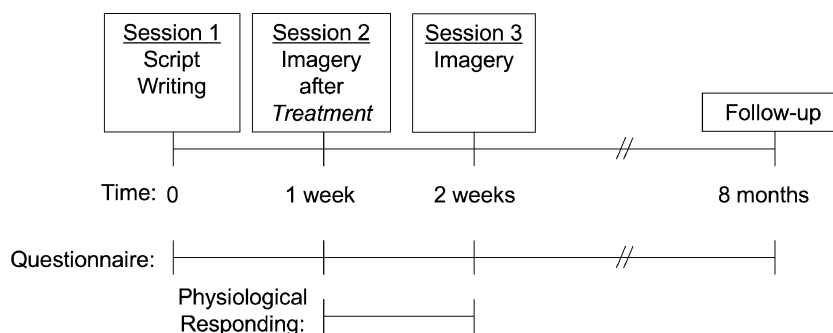 Session 1
Script
Writing
Session 2
Imagery
after
Treatment
Session 3
Imagery
Follow-up
Time: 0 1 week 2 weeks 8 months
Questionnaire:
Physiological
Responding: